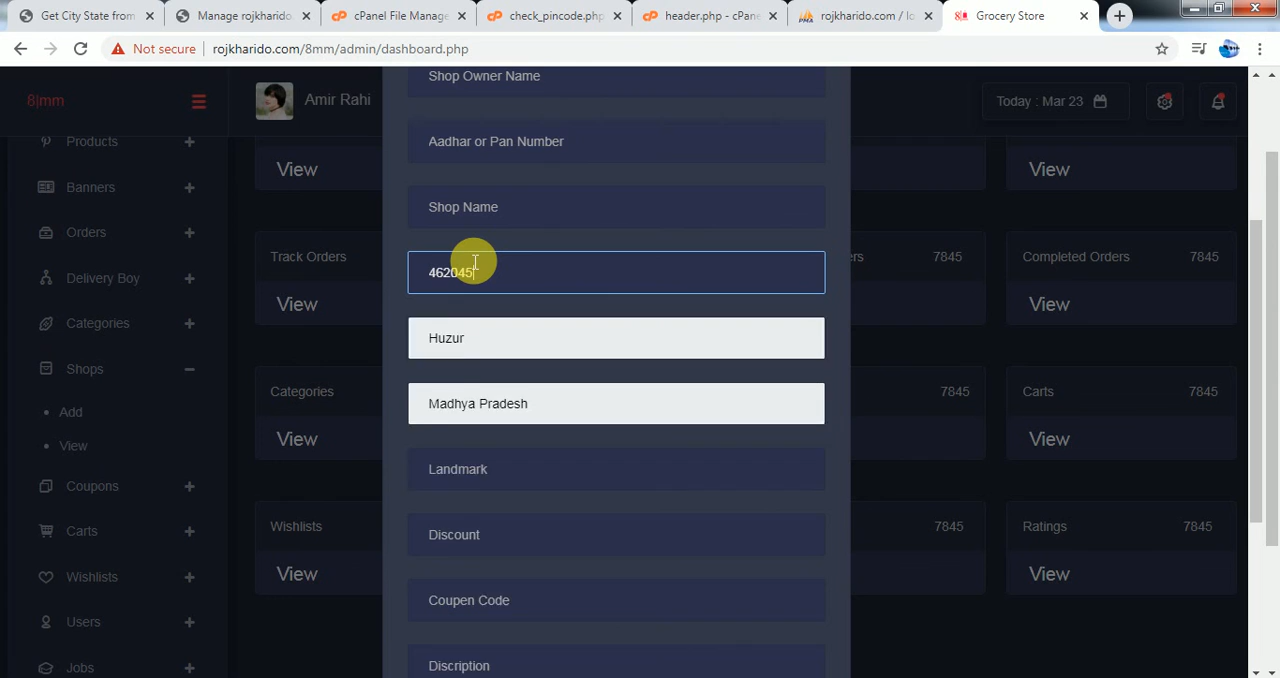 Get City State from
Manage rojkharido
cPanel File Manage
check_pincode.php
header.php - cPane
rojkharido.com / lo
Grocery Store
Not secure
rojkharido.com/8mm/admin/dashboard.php
8|mm
Amir Rahi
Today : Mar 23
Products
Banners
Orders
Delivery Boy
Categories
Shops
Add
View
Coupons
Carts
Wishlists
Users
Jobs
Shop Owner Name
Aadhar or Pan Number
Shop Name
462045
Huzur
Madhya Pradesh
Landmark
Discount
Coupen Code
Discription
View
View
Track Orders
ers 7845
Completed Orders 7845
View
View
Categories
7845
Carts 7845
View
View
Wishlists
7845
Ratings 7845
View
View